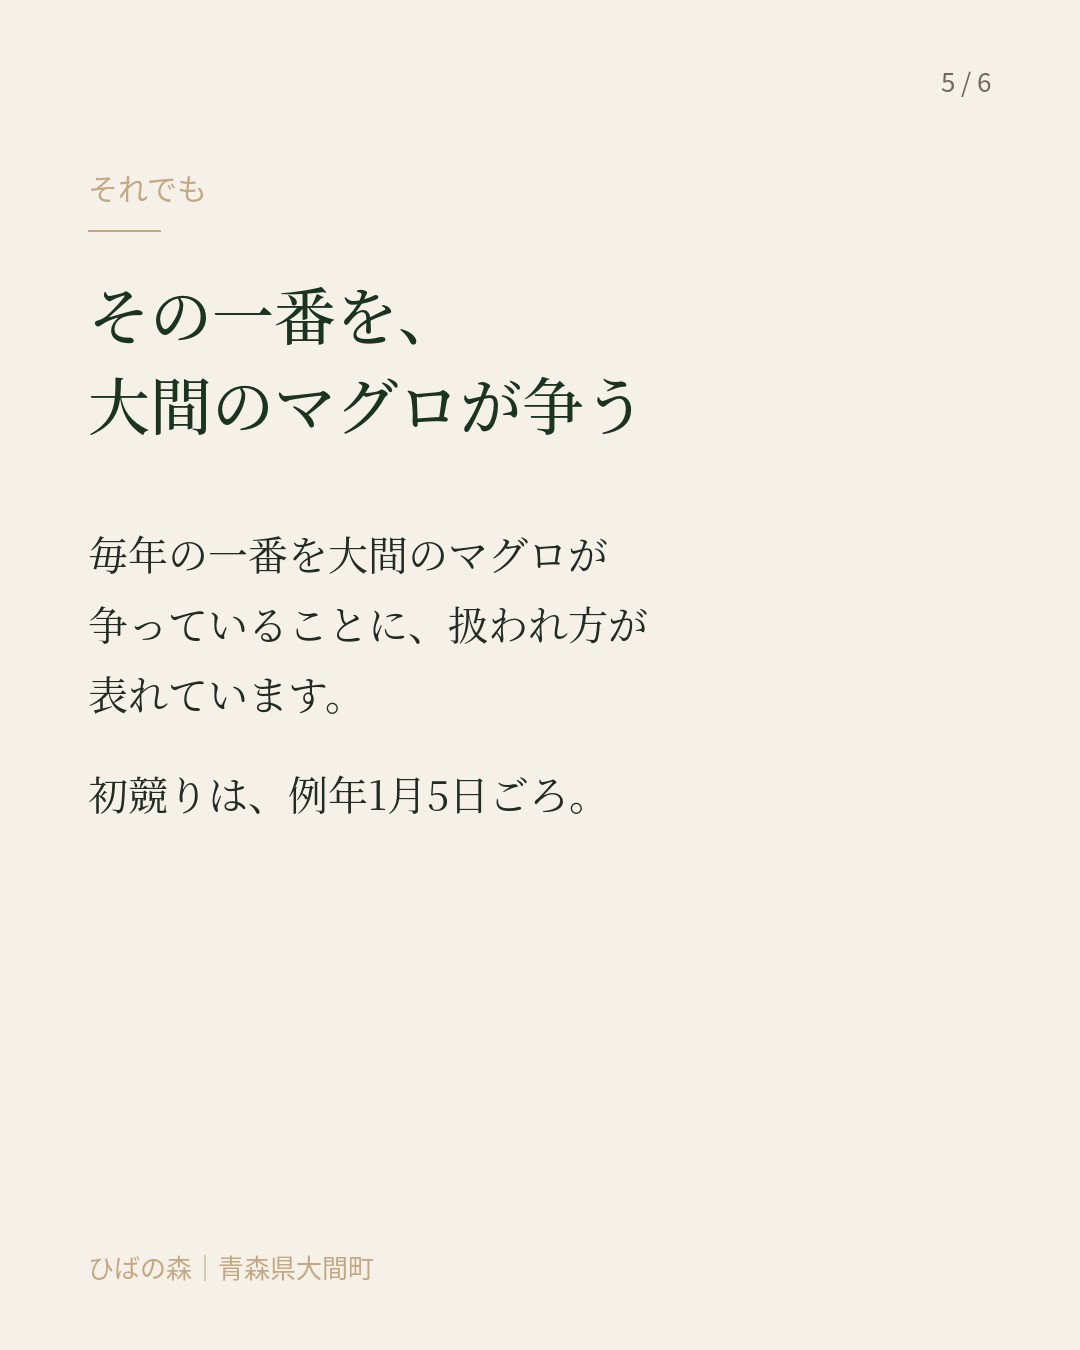 5 / 6
それでも
その一番を、
大間のマグロが争う
毎年の一番を大間のマグロが
争っていることに、扱われ方が
表れています。
初競りは、例年1月5日ごろ。
ひばの森｜青森県大間町